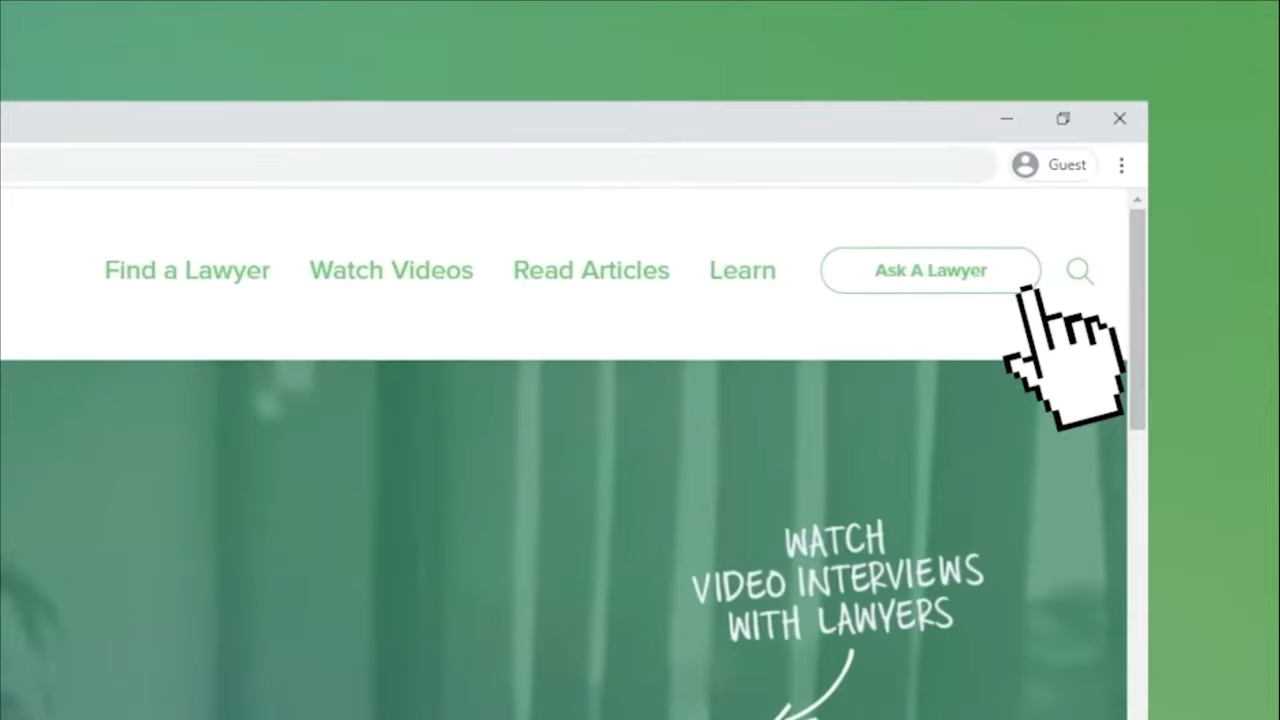 Guest
Find a Lawyer Watch Videos Read Articles Learn Ask A Lawyer
WATCH
VIDEO INTERVIEWS
WITH LAWYERS